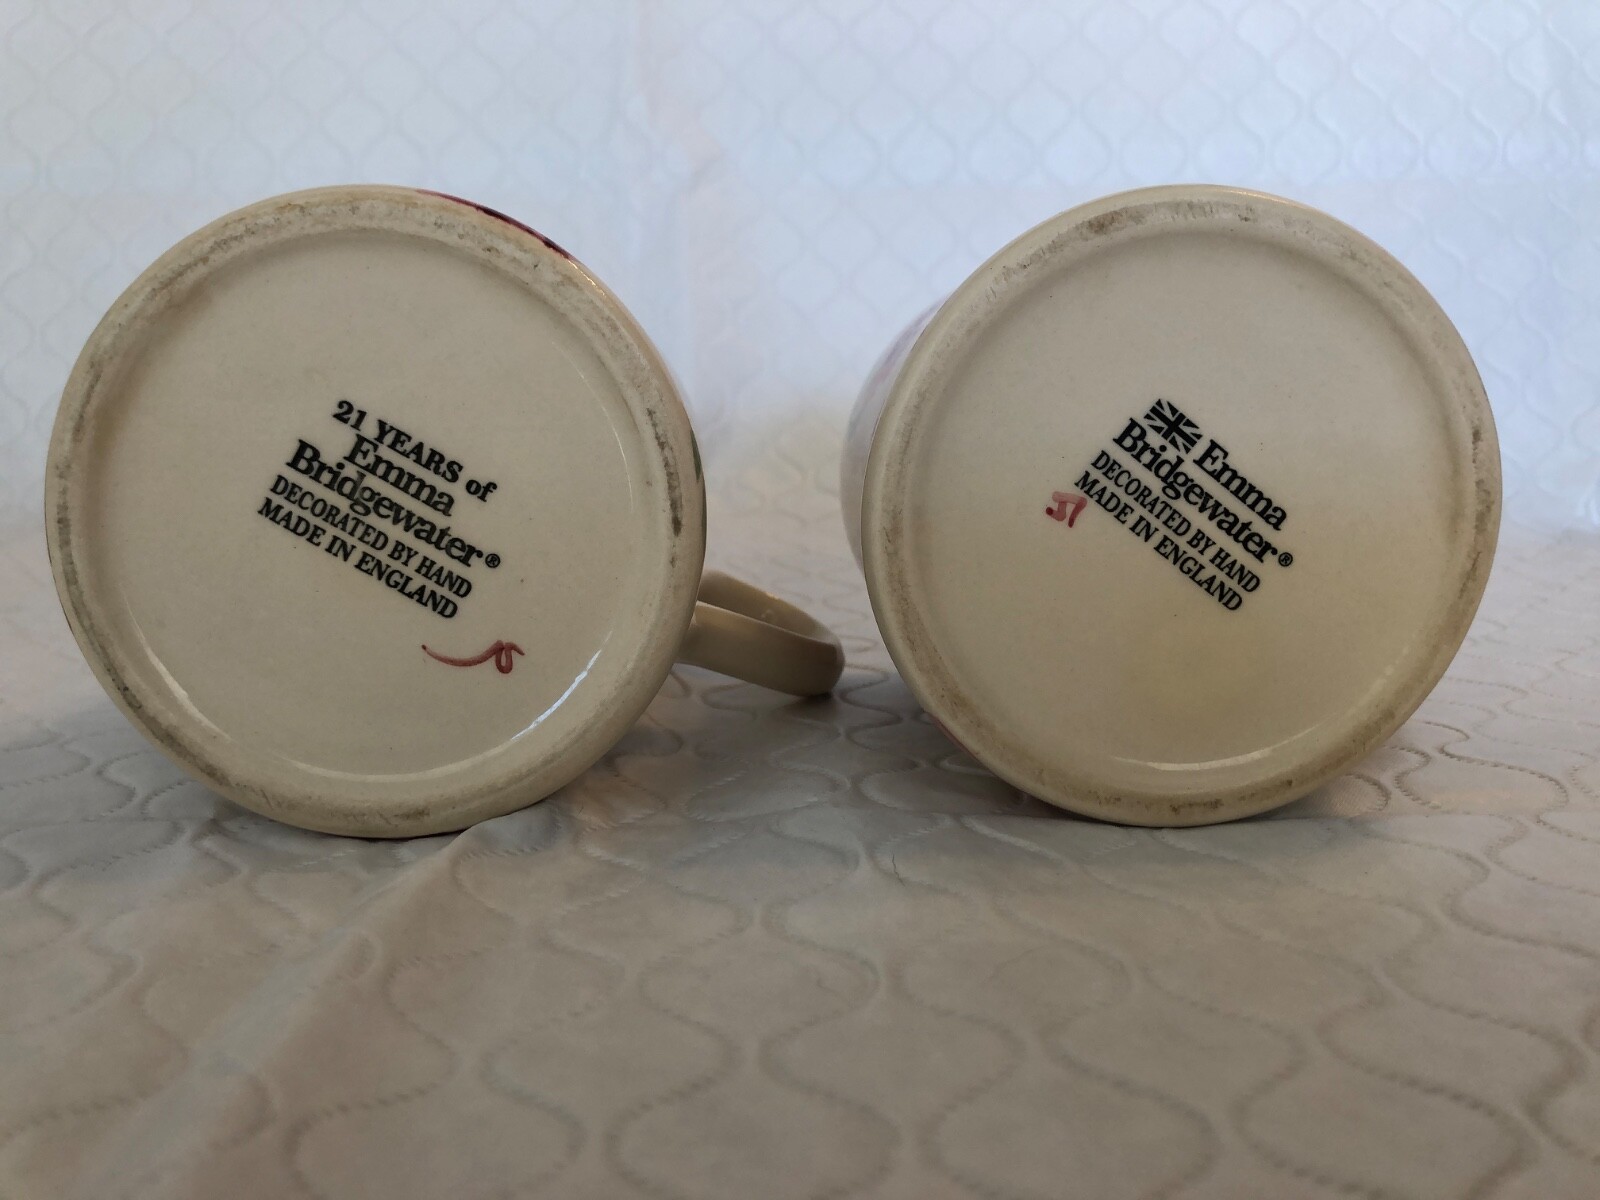 21 YEARS of
Emma
Bridgewater®
DECORATED BY HAND
MADE IN ENGLAND
Emma
Bridgewater®
DECORATED BY HAND
MADE IN ENGLAND